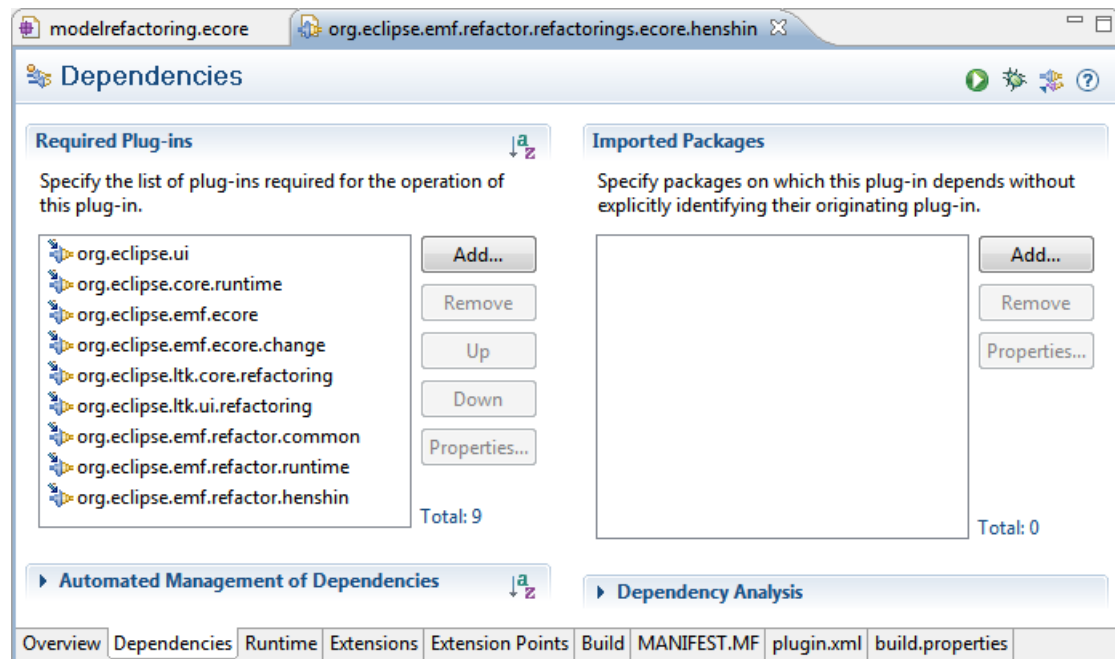 modelrefactoring.ecore
org.eclipse.emf.refactor.refactorings.ecore.henshin
Dependencies
Required Plug-ins
a
z
Specify the list of plug-ins required for the operation of
this plug-in.
org.eclipse.ui
org.eclipse.core.runtime
org.eclipse.emf.ecore
org.eclipse.emf.ecore.change
org.eclipse.ltk.core.refactoring
org.eclipse.ltk.ui.refactoring
org.eclipse.emf.refactor.common
org.eclipse.emf.refactor.runtime
org.eclipse.emf.refactor.henshin
Add...
Remove
Up
Down
Properties...
Total: 9
Imported Packages
Specify packages on which this plug-in depends without
explicitly identifying their originating plug-in.
Add...
Remove
Properties...
Total: 0
Automated Management of Dependencies
a
z
Dependency Analysis
Overview Dependencies Runtime Extensions Extension Points Build MANIFEST.MF plugin.xml build.properties